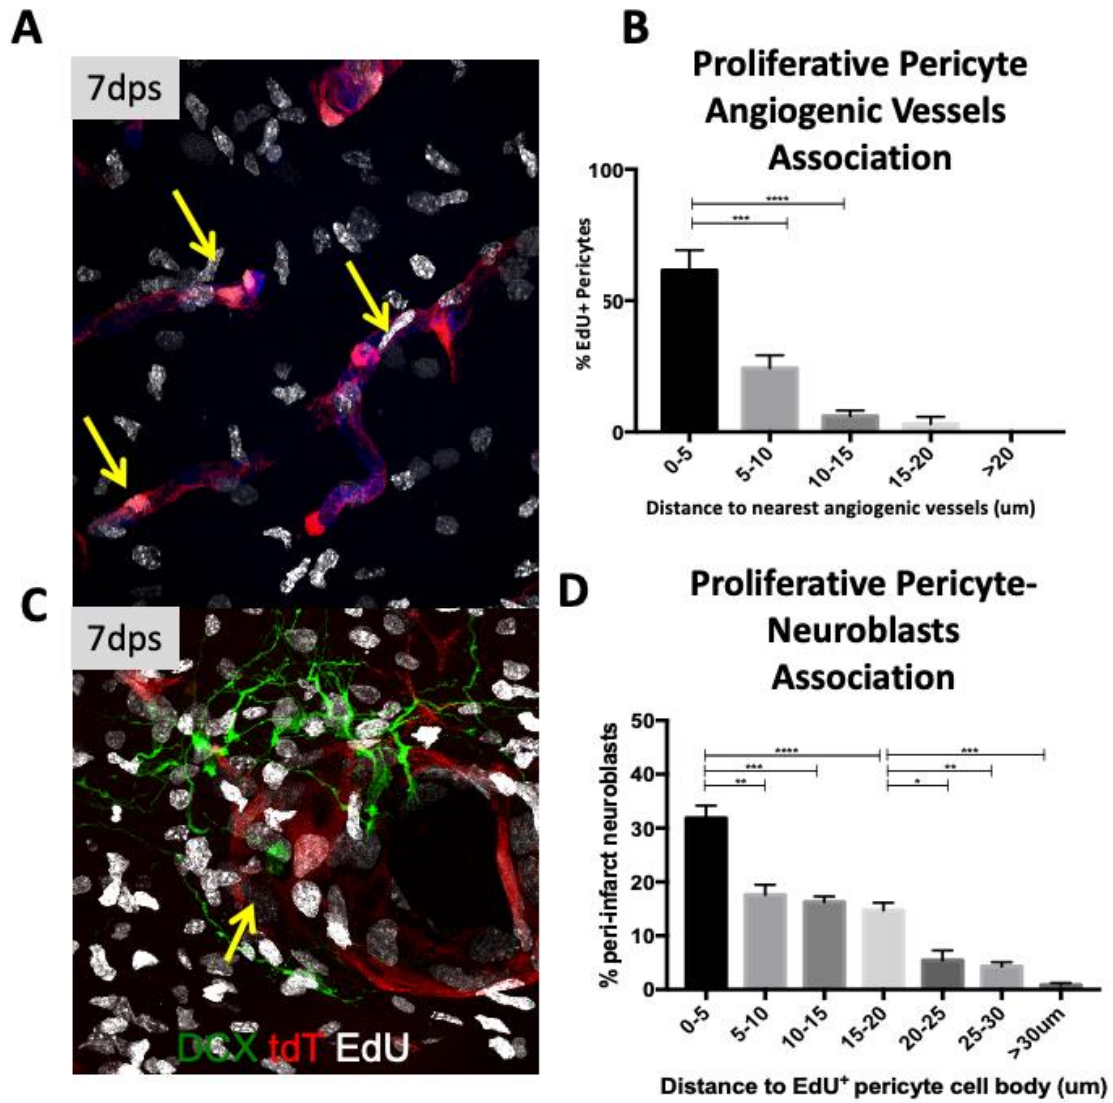 A
7dps
B
Proliferative Pericyte
Angiogenic Vessels
Association
100
50
0
% EdU+ Pericytes
****
***
0-5
5-10
10-15
15-20
>20
Distance to nearest angiogenic vessels (um)
C
7dps
DCX tdT EdU
D
Proliferative Pericyte-
Neuroblasts
Association
50
40
30
20
10
0
% peri-infarct neuroblasts
****
***
**
***
**
*
0-5
5-10
10-15
15-20
20-25
25-30
>30um
Distance to EdU⁺ pericyte cell body (um)